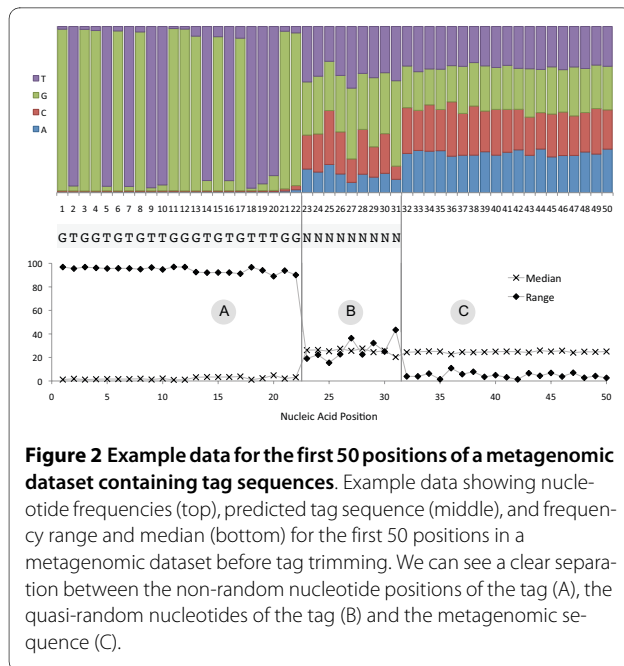 T
G
C
A
1 2 3 4 5 6 7 8 9 10 11 12 13 14 15 16 17 18 19 20 21 22 23 24 25 26 27 28 29 30 31 32 33 34 35 36 37 38 39 40 41 42 43 44 45 46 47 48 49 50
GTGGTGTGTTGGGTGTGTTTGGNNNNNNNNN
100
80
60
40
20
0
A
B
C
Median
Range
0 5 10 15 20 25 30 35 40 45 50
Nucleic Acid Position
Figure 2 Example data for the first 50 positions of a metagenomic
dataset containing tag sequences. Example data showing nucle-
otide frequencies (top), predicted tag sequence (middle), and frequen-
cy range and median (bottom) for the first 50 positions in a
metagenomic dataset before tag trimming. We can see a clear separa-
tion between the non-random nucleotide positions of the tag (A), the
quasi-random nucleotides of the tag (B) and the metagenomic se-
quence (C).